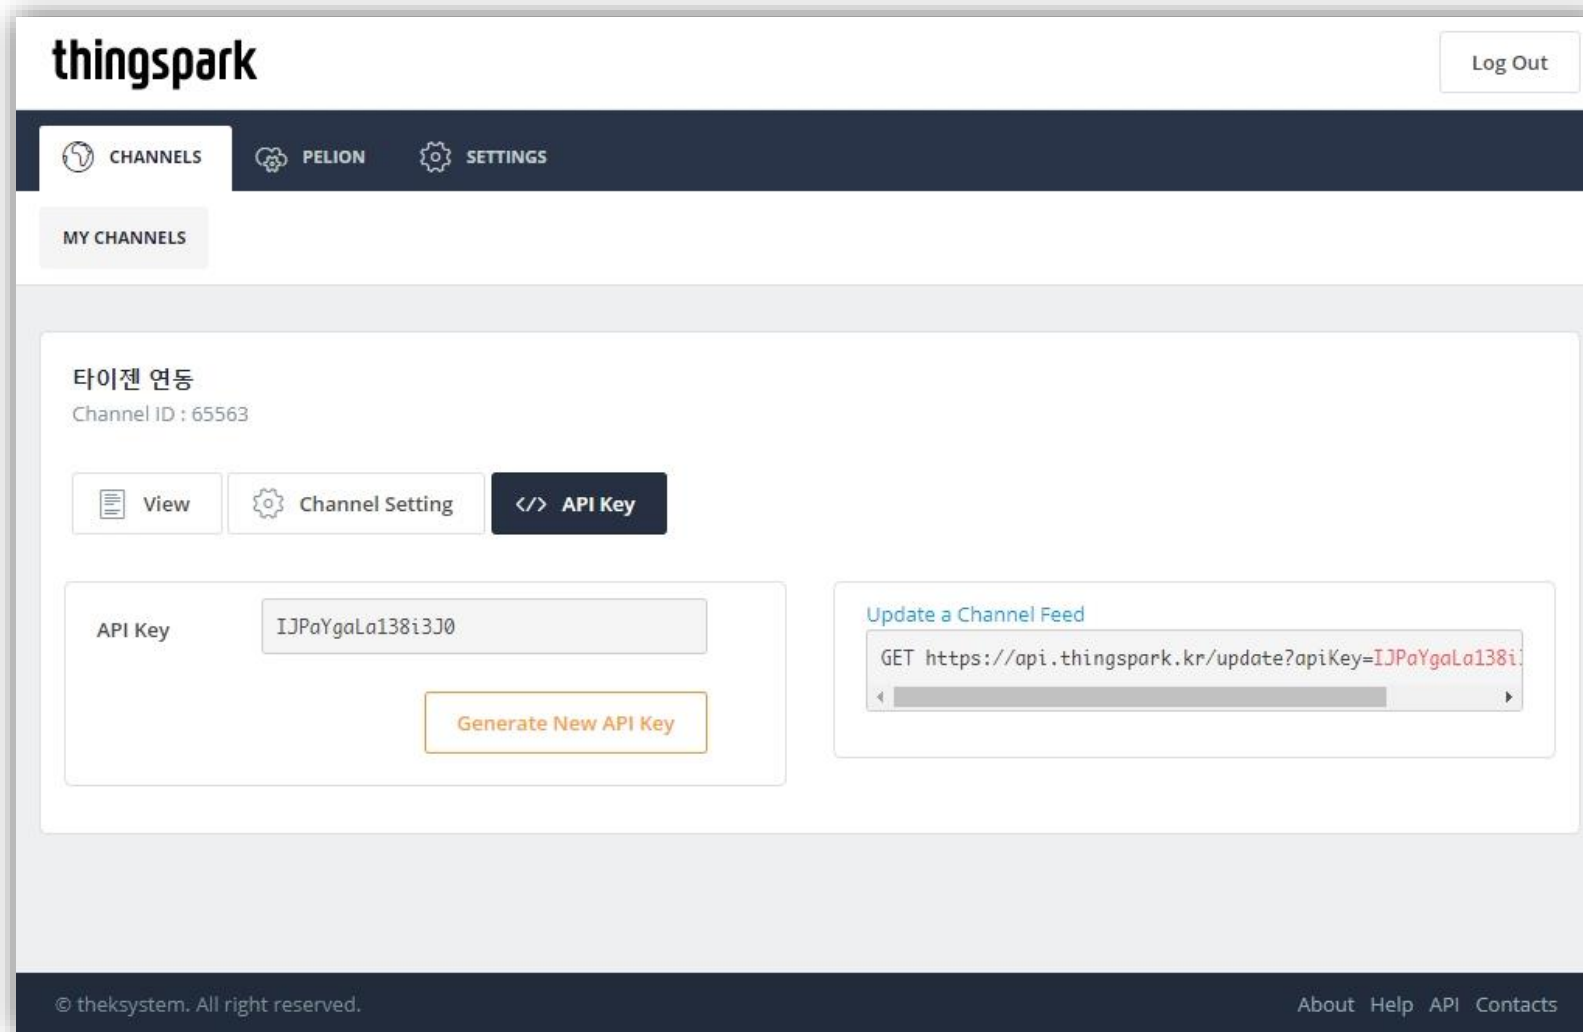 thingspark
Log Out
CHANNELS
PELION
SETTINGS
MY CHANNELS
타이젠 연동
Channel ID : 65563
View
Channel Setting
</> API Key
API Key
IJPaYgaLa138i3J0
Generate New API Key
Update a Channel Feed
GET https://api.thingspark.kr/update?apiKey=IJPaYgaLa138i
© theksystem. All right reserved.
About Help API Contacts